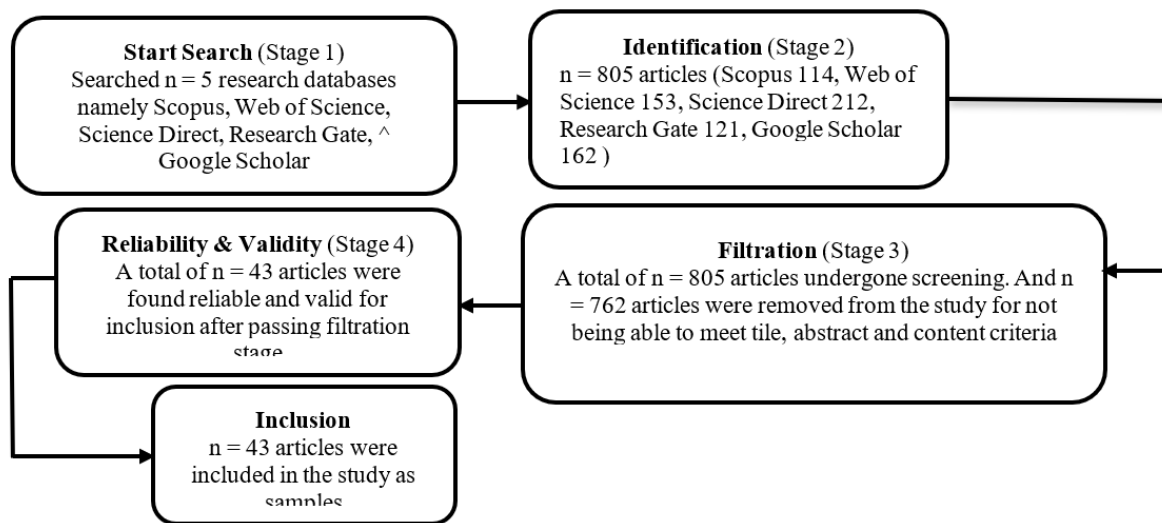 Start Search (Stage 1)
Searched n = 5 research databases
namely Scopus, Web of Science,
Science Direct, Research Gate, ^
Google Scholar
Identification (Stage 2)
n = 805 articles (Scopus 114, Web of
Science 153, Science Direct 212,
Research Gate 121, Google Scholar
162 )
Filtration (Stage 3)
A total of n = 805 articles undergone screening. And n
= 762 articles were removed from the study for not
being able to meet tile, abstract and content criteria
Reliability & Validity (Stage 4)
A total of n = 43 articles were
found reliable and valid for
inclusion after passing filtration
stage
Inclusion
n = 43 articles were
included in the study as
samples